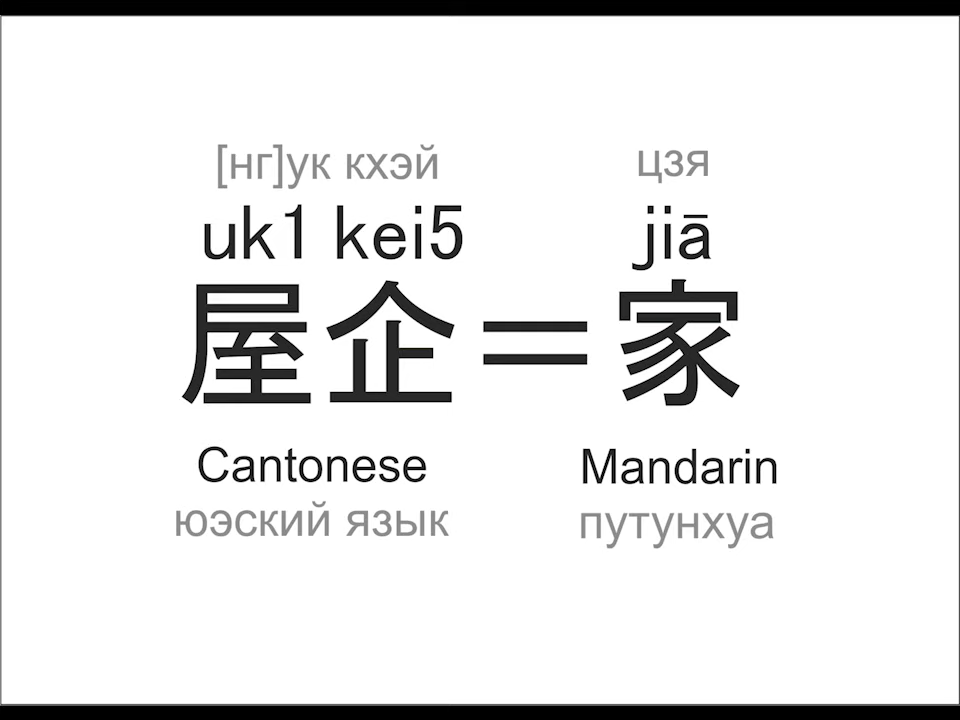 [нг]ук кхэй цзя
uk1 kei5 jiā
屋企=家
Cantonese Mandarin
юэский язык путунхуа